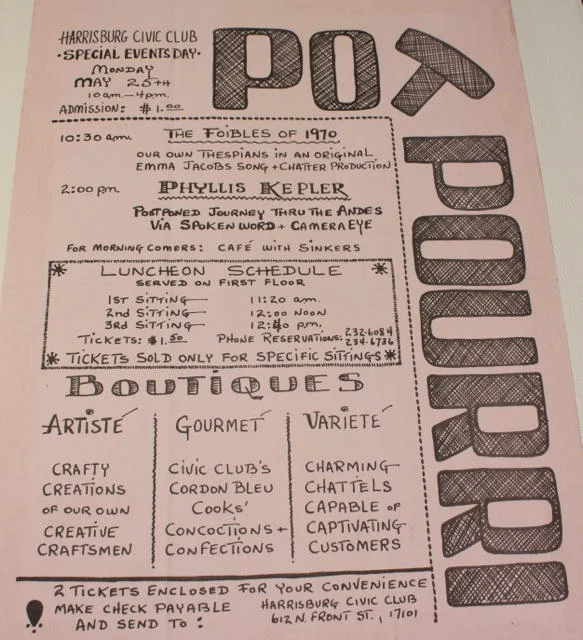 HARRISBURG CIVIC CLUB
•SPECIAL EVENTS DAY•
MONDAY
MAY 25TH
10 am. – 4 pm.
ADMISSION: $1.00
POT
POURRI
10:30 am. THE FOIBLES OF 1970
OUR OWN THESPIANS IN AN ORIGINAL
EMMA JACOBS SONG + CHATTER PRODUCTION
2:00 pm. PHYLLIS KEPLER
POSTPONED JOURNEY THRU THE ANDES
VIA SPOKEN WORD + CAMERA EYE
FOR MORNING COMERS: CAFÉ WITH SINKERS
* LUNCHEON SCHEDULE *
SERVED ON FIRST FLOOR
1ST SITTING 11:20 am.
2nd SITTING 12:00 NOON
3RD SITTING 12:40 pm.
TICKETS: $1.50 PHONE RESERVATIONS: 232-6084
234-6736
* TICKETS SOLD ONLY FOR SPECIFIC SITTINGS *
BOUTIQUES
ARTISTÉ
CRAFTY
CREATIONS
OF OUR OWN
CREATIVE
CRAFTSMEN
GOURMET
CIVIC CLUB'S
CORDON BLEU
COOKS'
CONCOCTIONS +
CONFECTIONS
VARIETÉ
CHARMING
CHATTELS
CAPABLE OF
CAPTIVATING
CUSTOMERS
! 2 TICKETS ENCLOSED FOR YOUR CONVENIENCE
MAKE CHECK PAYABLE
AND SEND TO:
HARRISBURG CIVIC CLUB
612 N. FRONT ST., 17101